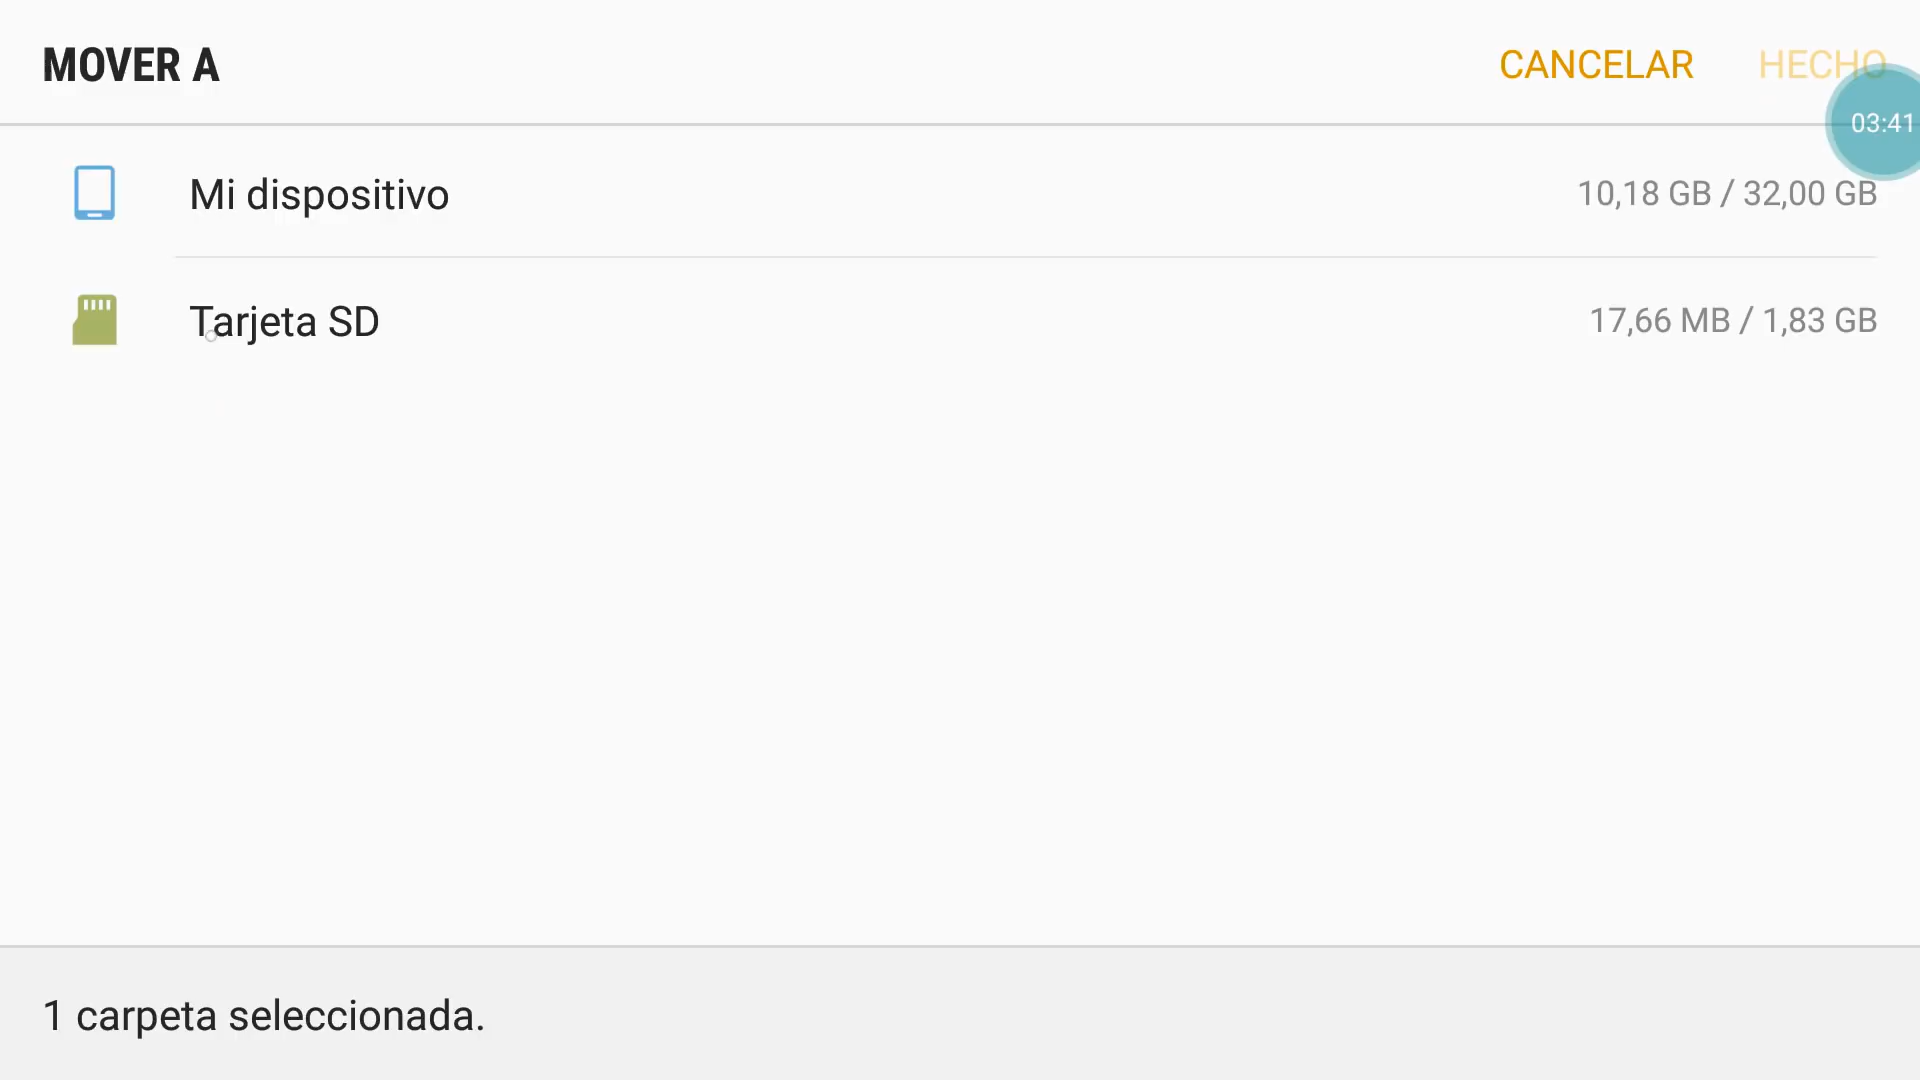 MOVER A
CANCELAR
HECHO
03:41
Mi dispositivo
10,18 GB / 32,00 GB
Tarjeta SD
17,66 MB / 1,83 GB
1 carpeta seleccionada.